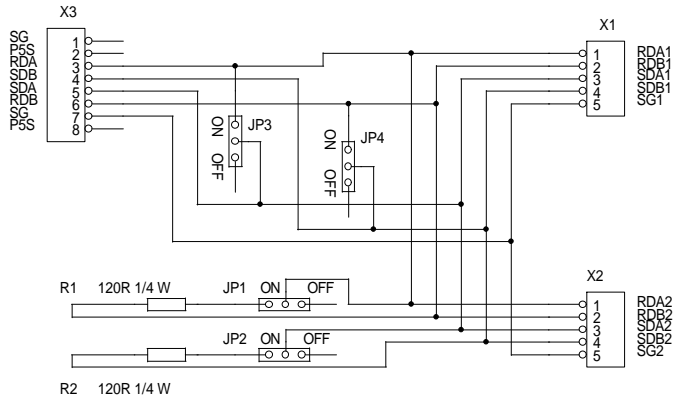 X3
SG 1
P5S 2
RDA 3
SDB 4
SDA 5
RDB 6
SG 7
P5S 8
X1
1 RDA1
2 RDB1
3 SDA1
4 SDB1
5 SG1
ON JP3
OFF
ON JP4
OFF
X2
1 RDA2
2 RDB2
3 SDA2
4 SDB2
5 SG2
R1 120R 1/4 W JP1 ON OFF
JP2 ON OFF
R2 120R 1/4 W